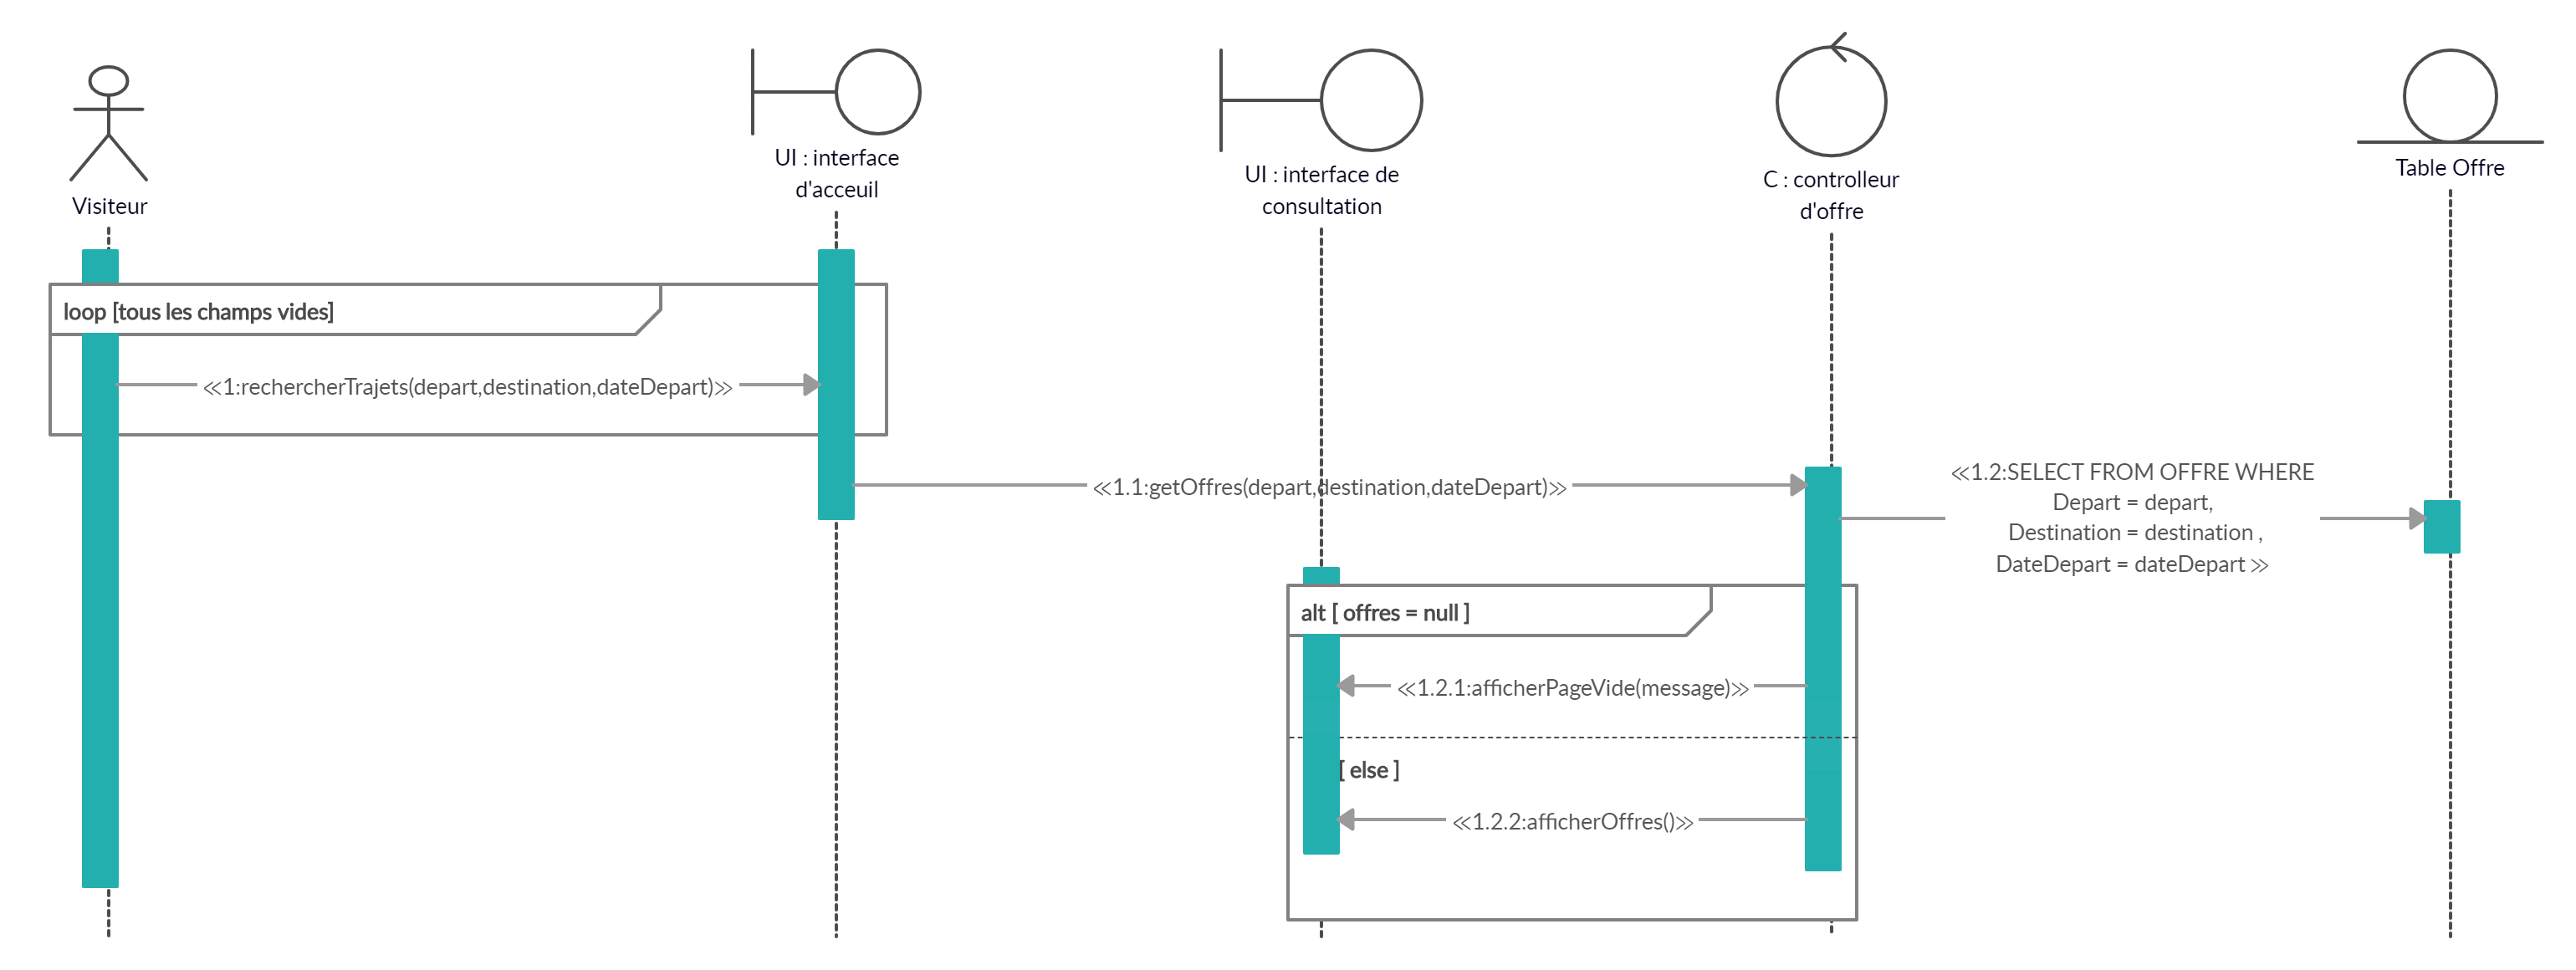 Visiteur
UI : interface
d'acceuil
UI : interface de
consultation
C : controlleur
d'offre
Table Offre
loop [tous les champs vides]
≪1:rechercherTrajets(depart,destination,dateDepart)≫
≪1.1:getOffres(depart,destination,dateDepart)≫
≪1.2:SELECT FROM OFFRE WHERE
Depart = depart,
Destination = destination ,
DateDepart = dateDepart ≫
alt [ offres = null ]
≪1.2.1:afficherPageVide(message)≫
[ else ]
≪1.2.2:afficherOffres()≫